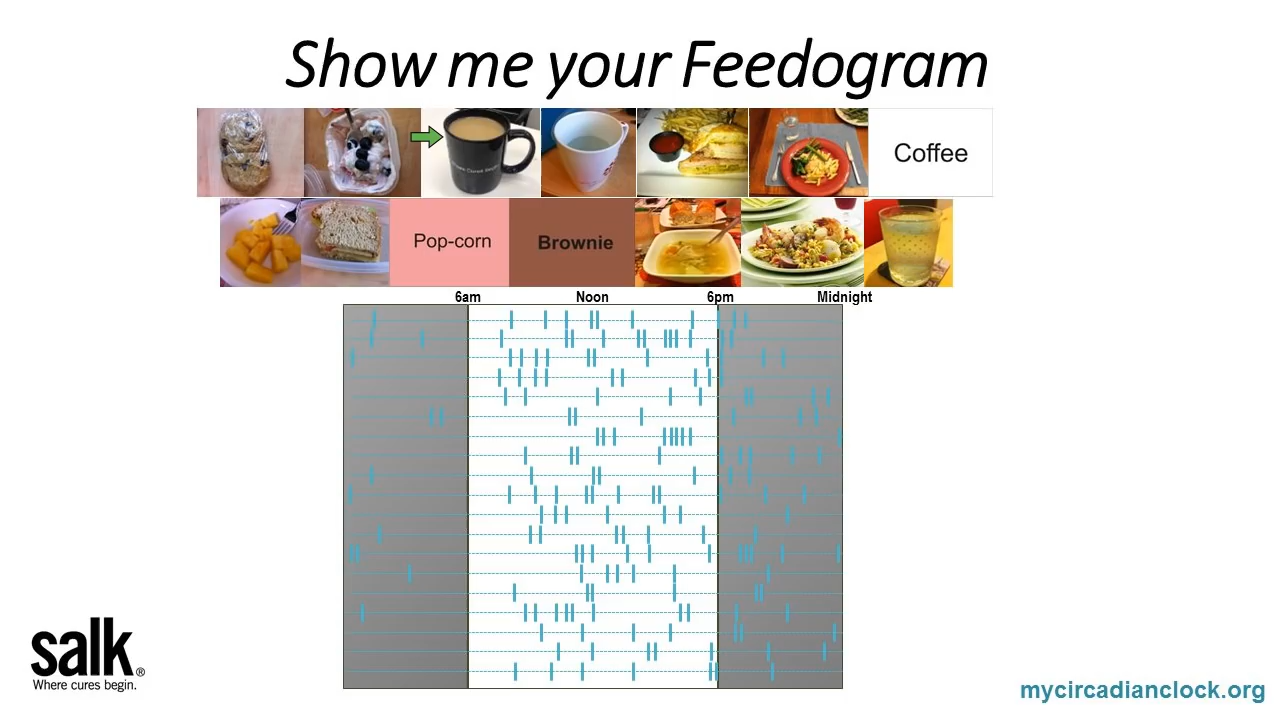 Show me your Feedogram
Coffee
Pop-corn
Brownie
6am Noon 6pm Midnight
salk®
Where cures begin.
mycircadianclock.org